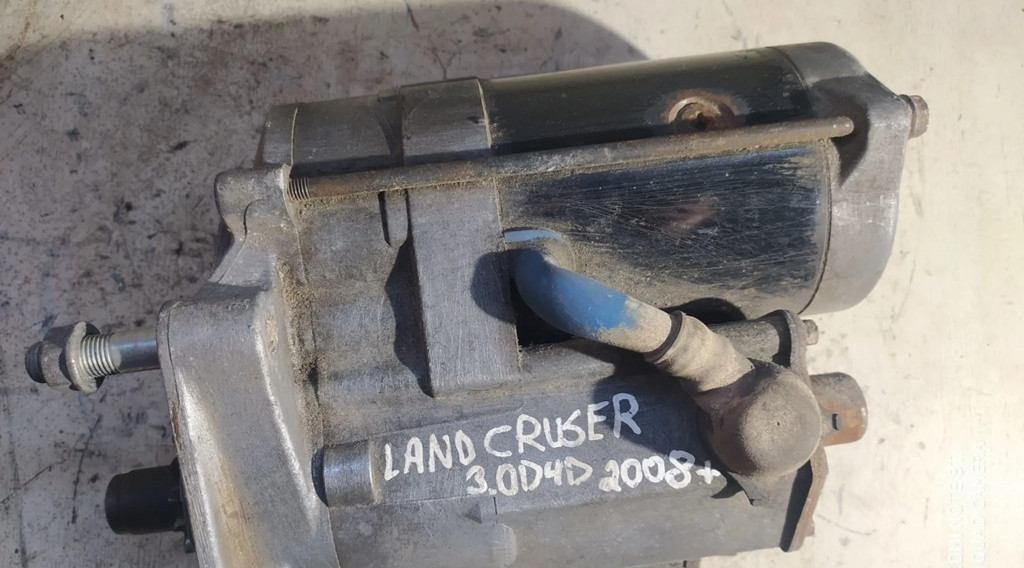 LAND CRUSER
3.0D4D 2008+